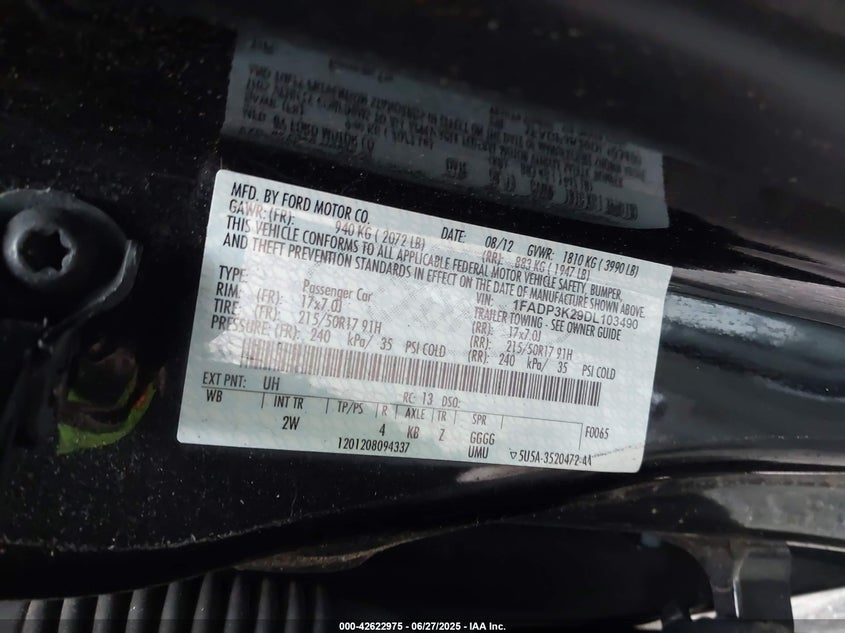 MFD. BY FORD MOTOR CO. DATE: 08/12 GVWR: 1810 KG ( 3990 LB)
GAWR: (FR): 940 KG ( 2072 LB) (RR): 883 KG ( 1947 LB)
THIS VEHICLE CONFORMS TO ALL APPLICABLE FEDERAL MOTOR VEHICLE SAFETY, BUMPER,
AND THEFT PREVENTION STANDARDS IN EFFECT ON THE DATE OF MANUFACTURE SHOWN ABOVE.
VIN: 1FADP3K29DL103490
TYPE: Passenger Car TRAILER TOWING - SEE OWNER GUIDE
RIM: (FR): 17x7.0J (RR): 17x7.0J
TIRE: (FR): 215/50R17 91H (RR): 215/50R17 91H
PRESSURE: (FR): 240 kPa/ 35 PSI COLD (RR): 240 kPa/ 35 PSI COLD
EXT PNT: UH RC: 13 DSO: F0065
WB INT TR TP/PS R AXLE TR SPR
2W 4 KB Z GGGG
1201208094337 UMU ▽5U5A-3520472-AA
000-42622975 - 06/27/2025 - IAA Inc.